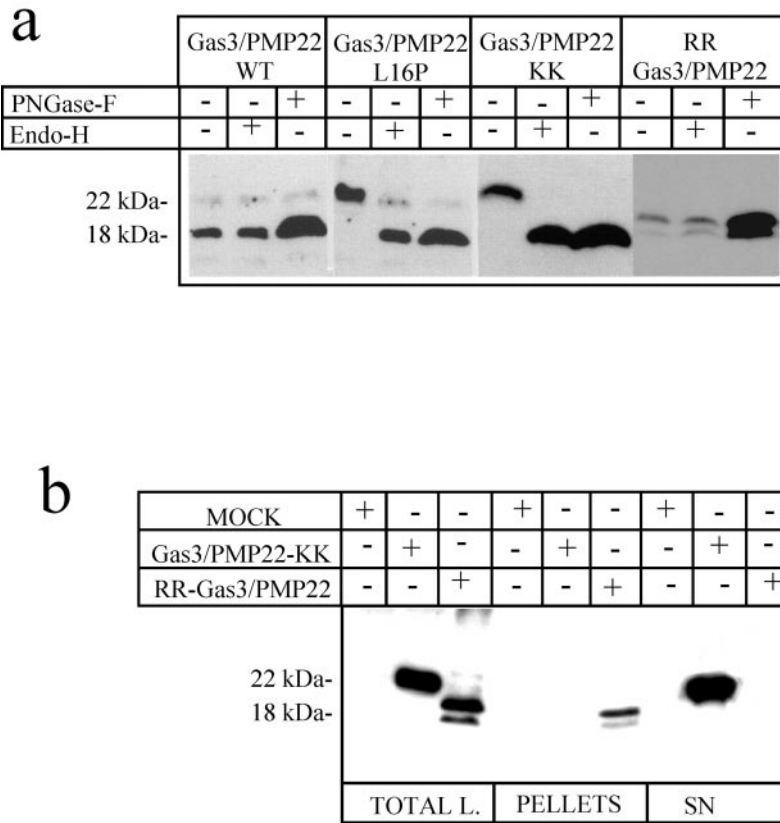 a
Gas3/PMP22 WT Gas3/PMP22 L16P Gas3/PMP22 KK RR Gas3/PMP22
PNGase-F - - + - - + - - + - - +
Endo-H - + - - + - - + - - + -
22 kDa-
18 kDa-
b
MOCK + - - + - - + - -
Gas3/PMP22-KK - + - - + - - + -
RR-Gas3/PMP22 - - + - - + - - +
22 kDa-
18 kDa-
TOTAL L. PELLETS SN